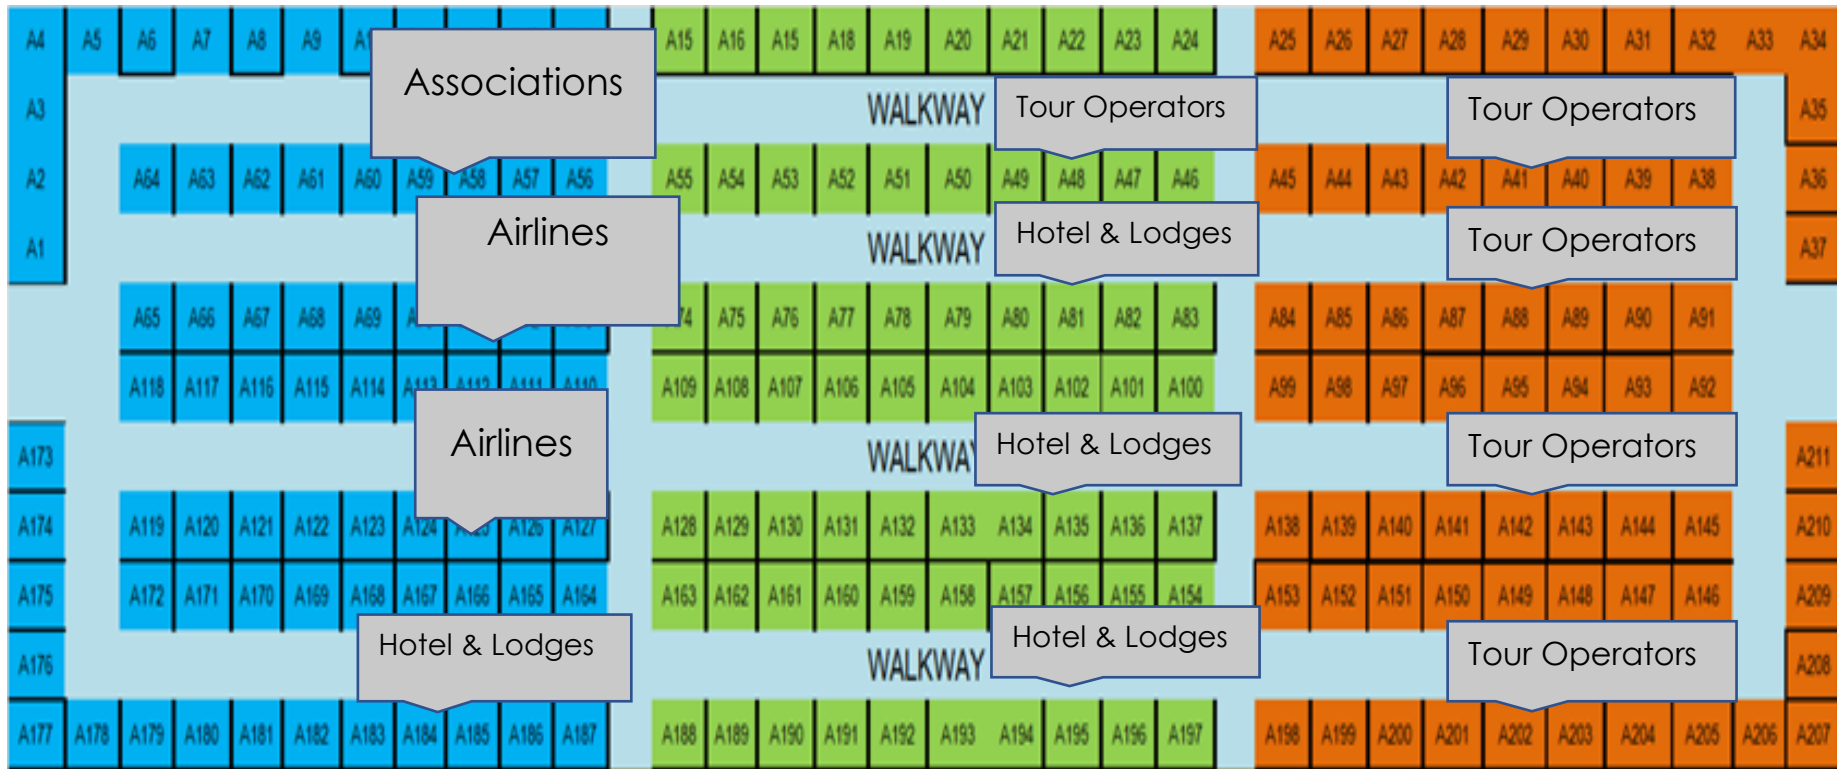 A4 A5 A6 A7 A8 A9 A15 A16 A15 A18 A19 A20 A21 A22 A23 A24 A25 A26 A27 A28 A29 A30 A31 A32 A33 A34
Associations
A3 WALKWAY Tour Operators Tour Operators A35
A2 A64 A63 A62 A61 A60 A59 A58 A57 A56 A55 A54 A53 A52 A51 A50 A49 A48 A47 A46 A45 A44 A43 A42 A41 A40 A39 A38 A36
A1 Airlines WALKWAY Hotel & Lodges Tour Operators A37
A65 A66 A67 A68 A69 A75 A76 A77 A78 A79 A80 A81 A82 A83 A84 A85 A86 A87 A88 A89 A90 A91
A118 A117 A116 A115 A114 A113 A112 A111 A110 A109 A108 A107 A106 A105 A104 A103 A102 A101 A100 A99 A98 A97 A96 A95 A94 A93 A92
A173 Airlines WALKWAY Hotel & Lodges Tour Operators A211
A174 A119 A120 A121 A122 A123 A124 A126 A127 A128 A129 A130 A131 A132 A133 A134 A135 A136 A137 A138 A139 A140 A141 A142 A143 A144 A145 A210
A175 A172 A171 A170 A169 A168 A167 A166 A165 A164 A163 A162 A161 A160 A159 A158 A157 A156 A155 A154 A153 A152 A151 A150 A149 A148 A147 A146 A209
A176 Hotel & Lodges WALKWAY Hotel & Lodges Tour Operators A208
A177 A178 A179 A180 A181 A182 A183 A184 A185 A186 A187 A188 A189 A190 A191 A192 A193 A194 A195 A196 A197 A198 A199 A200 A201 A202 A203 A204 A205 A206 A207